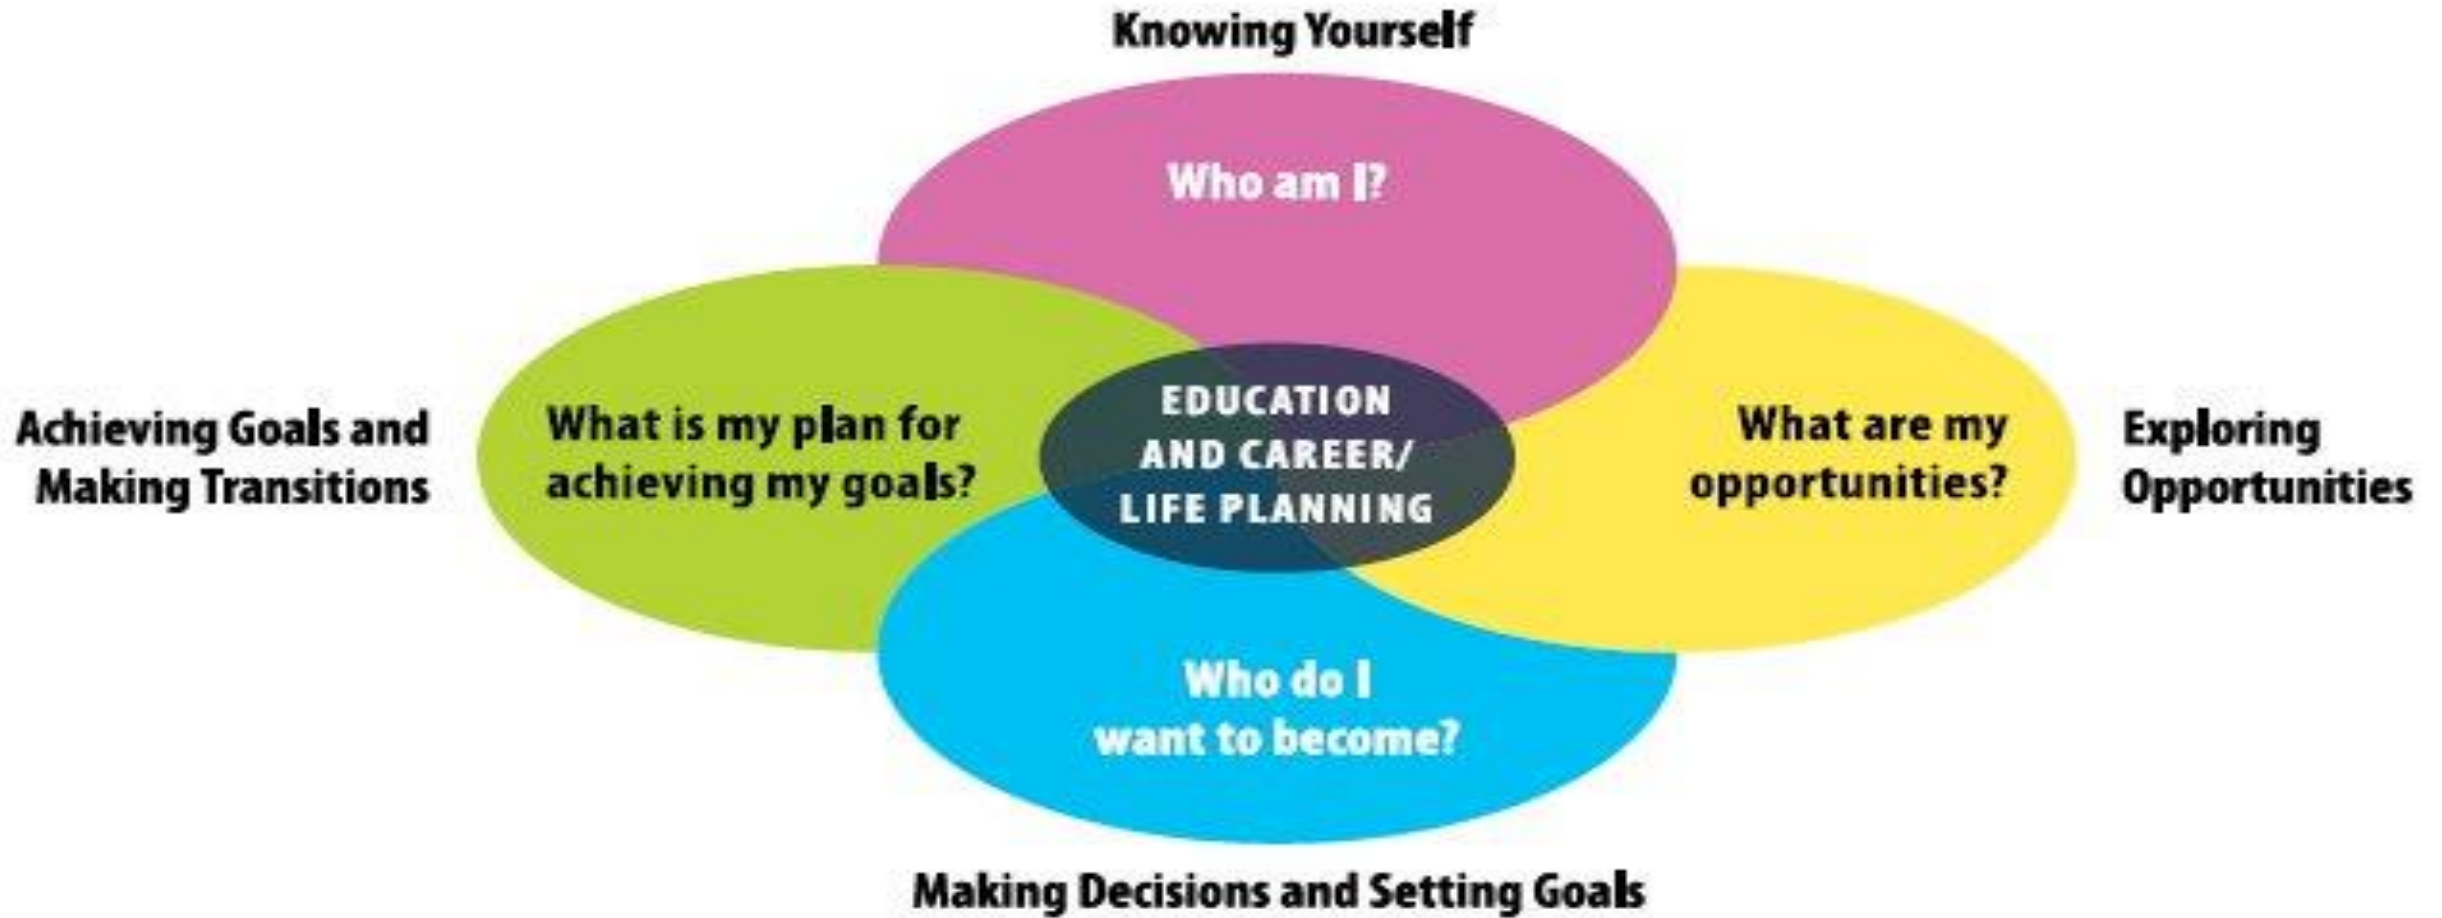 Knowing Yourself
Who am I?
Achieving Goals and
Making Transitions
What is my plan for
achieving my goals?
EDUCATION
AND CAREER/
LIFE PLANNING
What are my
opportunities?
Exploring
Opportunities
Who do I
want to become?
Making Decisions and Setting Goals